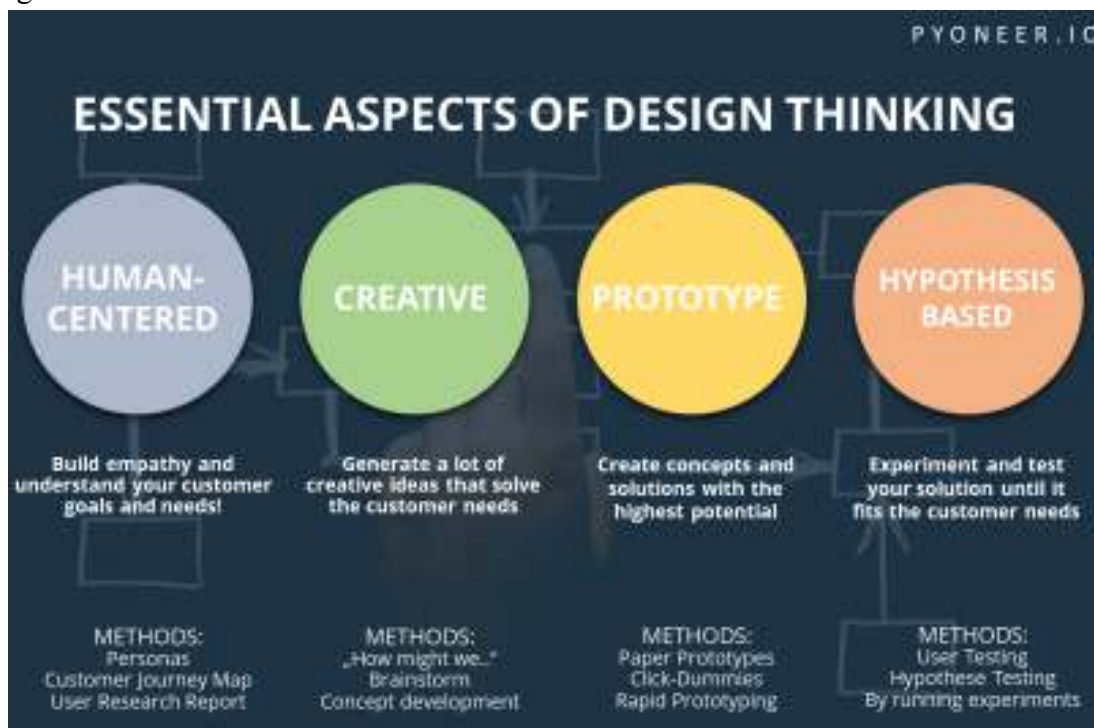 PYONEER.IO
ESSENTIAL ASPECTS OF DESIGN THINKING
HUMAN-
CENTERED
CREATIVE
PROTOTYPE
HYPOTHESIS
BASED
Build empathy and
understand your customer
goals and needs!
Generate a lot of
creative ideas that solve
the customer needs
Create concepts and
solutions with the
highest potential
Experiment and test
your solution until it
fits the customer needs
METHODS:
Personas
Customer Journey Map
User Research Report
METHODS:
„How might we..“
Brainstorm
Concept development
METHODS:
Paper Prototypes
Click-Dummies
Rapid Prototyping
METHODS:
User Testing
Hypothese Testing
By running experiments